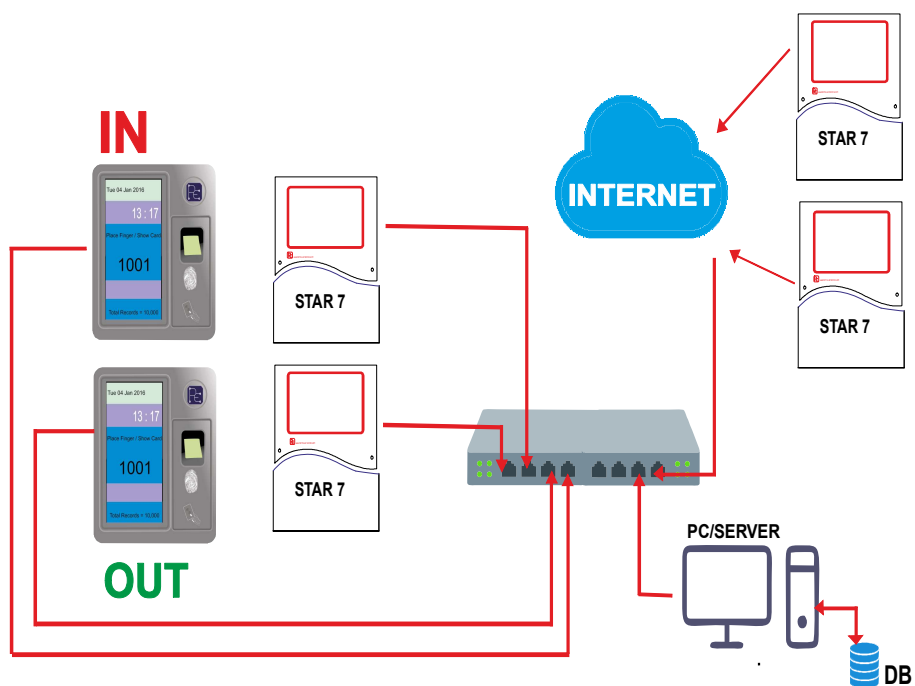 IN
Tue 04 Jan 2016
13 : 17
Place Finger / Show Card
1001
Total Records = 10,000
STAR 7
INTERNET
STAR 7
STAR 7
Tue 04 Jan 2016
13 : 17
Place Finger / Show Card
1001
Total Records = 10,000
STAR 7
OUT
PC/SERVER
DB